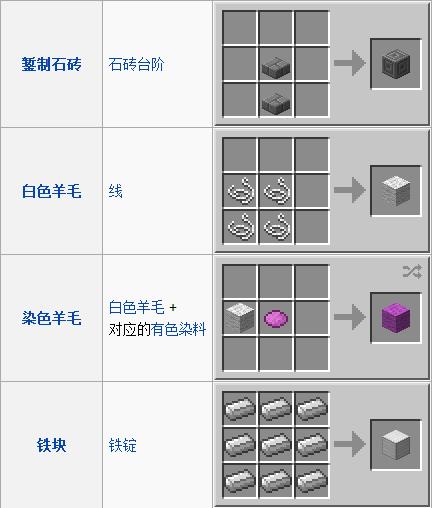 錾制石砖
石砖台阶
白色羊毛
线
染色羊毛
白色羊毛 +
对应的有色染料
铁块
铁锭